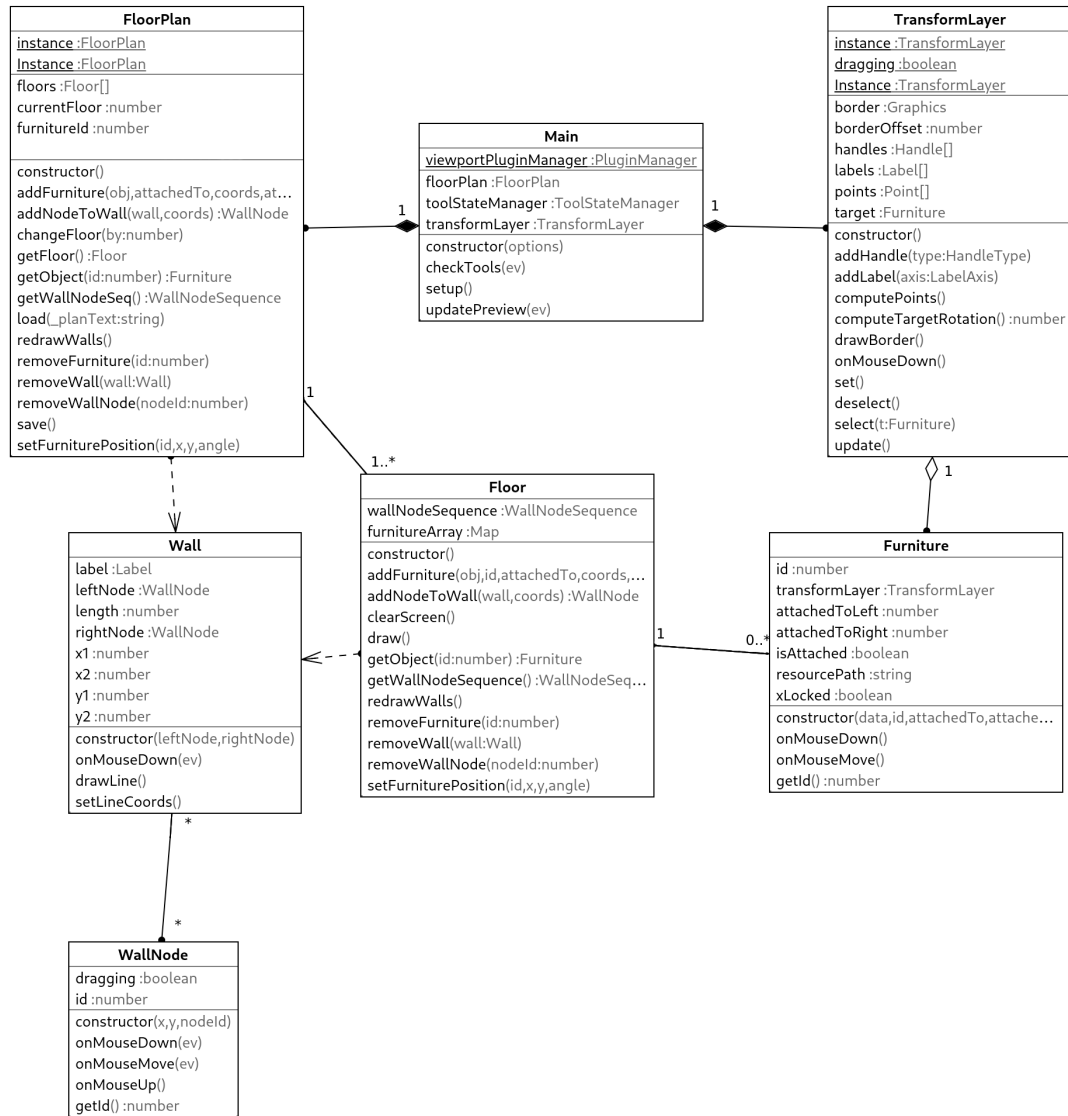 FloorPlan
instance :FloorPlan
Instance :FloorPlan
floors :Floor[]
currentFloor :number
furnitureId :number
constructor()
addFurniture(obj,attachedTo,coords,at...
addNodeToWall(wall,coords) :WallNode
changeFloor(by:number)
getFloor() :Floor
getObject(id:number) :Furniture
getWallNodeSeq() :WallNodeSequence
load(_planText:string)
redrawWalls()
removeFurniture(id:number)
removeWall(wall:Wall)
removeWallNode(nodeId:number)
save()
setFurniturePosition(id,x,y,angle)
1
Main
viewportPluginManager :PluginManager
floorPlan :FloorPlan
toolStateManager :ToolStateManager
transformLayer :TransformLayer
constructor(options)
checkTools(ev)
setup()
updatePreview(ev)
1
TransformLayer
instance :TransformLayer
dragging :boolean
Instance :TransformLayer
border :Graphics
borderOffset :number
handles :Handle[]
labels :Label[]
points :Point[]
target :Furniture
constructor()
addHandle(type:HandleType)
addLabel(axis:LabelAxis)
computePoints()
computeTargetRotation() :number
drawBorder()
onMouseDown()
set()
deselect()
select(t:Furniture)
update()
1
1..*
1
Wall
label :Label
leftNode :WallNode
length :number
rightNode :WallNode
x1 :number
x2 :number
y1 :number
y2 :number
constructor(leftNode,rightNode)
onMouseDown(ev)
drawLine()
setLineCoords()
Floor
wallNodeSequence :WallNodeSequence
furnitureArray :Map
constructor()
addFurniture(obj,id,attachedTo,coords,...
addNodeToWall(wall,coords) :WallNode
clearScreen()
draw()
getObject(id:number) :Furniture
getWallNodeSequence() :WallNodeSeq...
redrawWalls()
removeFurniture(id:number)
removeWall(wall:Wall)
removeWallNode(nodeId:number)
setFurniturePosition(id,x,y,angle)
1
0..*
Furniture
id :number
transformLayer :TransformLayer
attachedToLeft :number
attachedToRight :number
isAttached :boolean
resourcePath :string
xLocked :boolean
constructor(data,id,attachedTo,attache...
onMouseDown()
onMouseMove()
getId() :number
*
*
WallNode
dragging :boolean
id :number
constructor(x,y,nodeId)
onMouseDown(ev)
onMouseMove(ev)
onMouseUp()
getId() :number